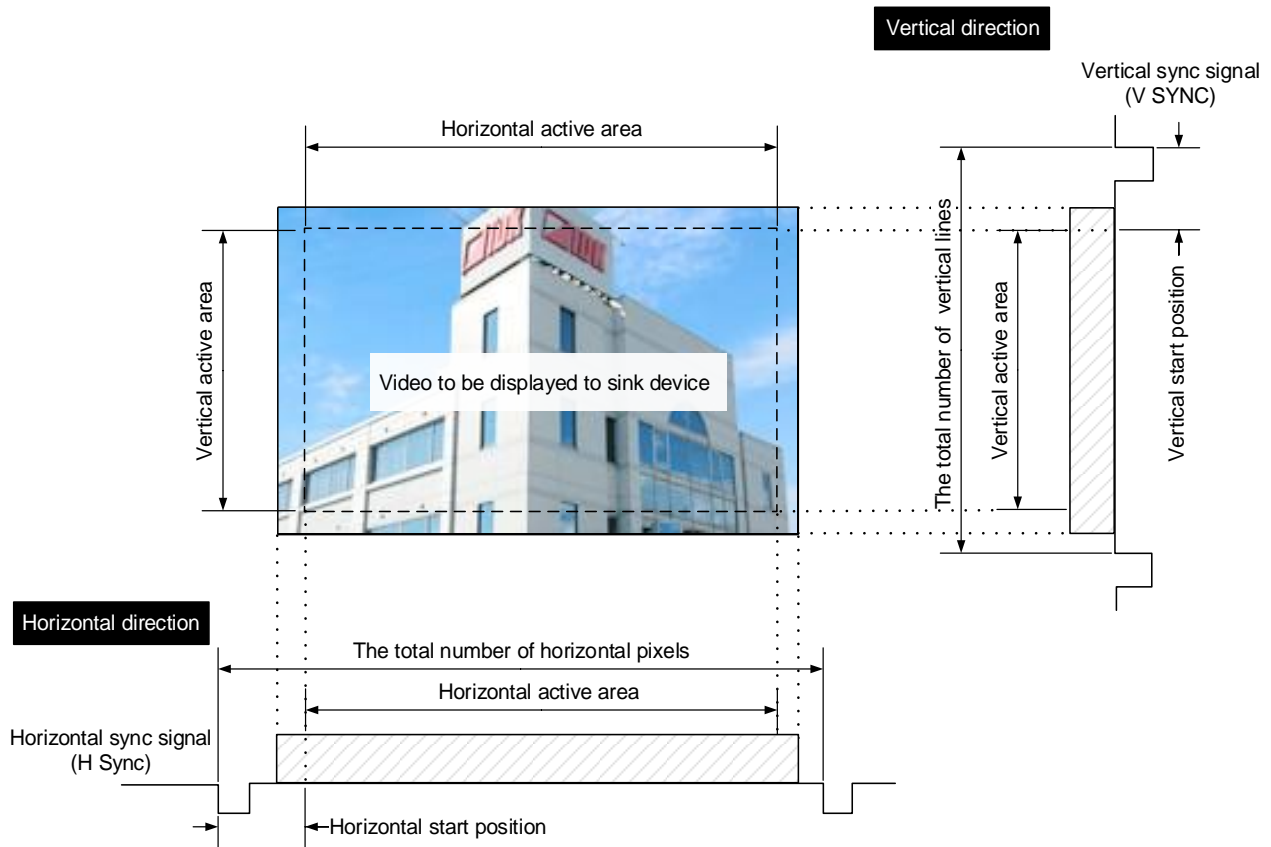 Vertical direction
Vertical sync signal
(V SYNC)
Horizontal active area
Vertical active area
Video to be displayed to sink device
The total number of vertical lines
Vertical active area
Vertical start position
Horizontal direction
The total number of horizontal pixels
Horizontal active area
Horizontal sync signal
(H Sync)
Horizontal start position